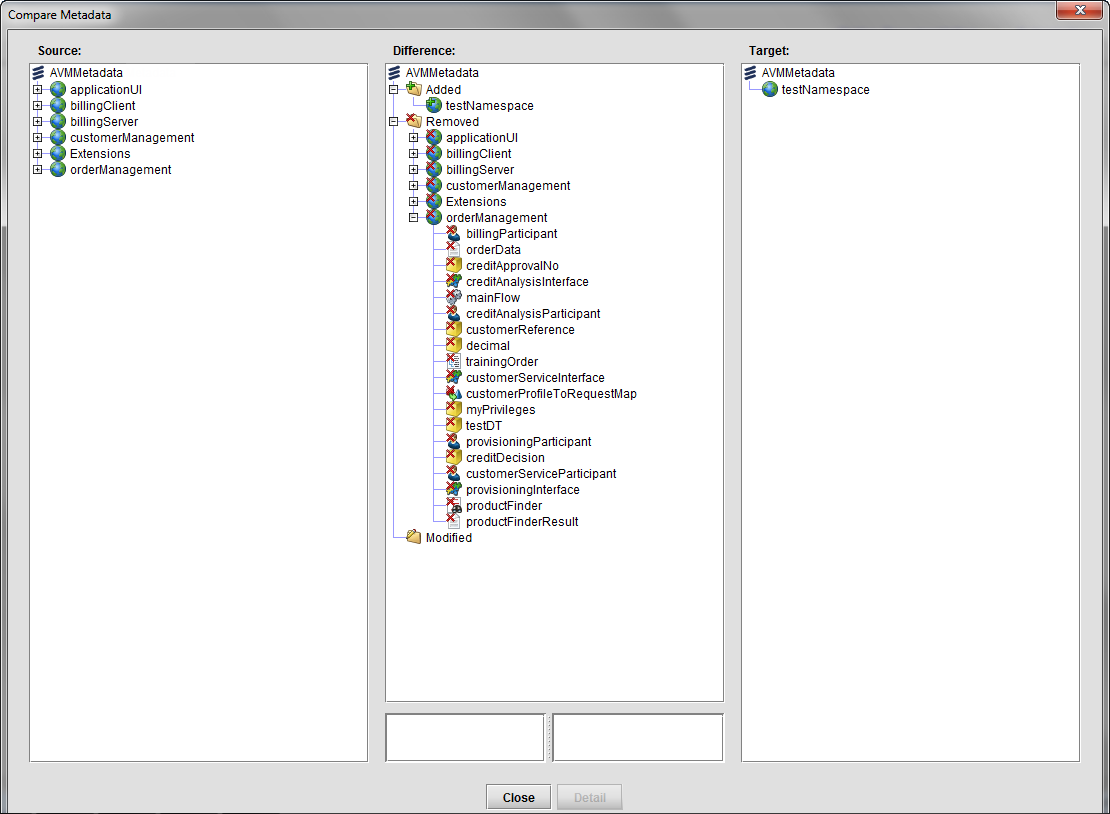 Compare Metadata
Source:
AVMMetadata
applicationUI
billingClient
billingServer
customerManagement
Extensions
orderManagement
Difference:
AVMMetadata
Added
testNamespace
Removed
applicationUI
billingClient
billingServer
customerManagement
Extensions
orderManagement
billingParticipant
orderData
creditApprovalNo
creditAnalysisInterface
mainFlow
creditAnalysisParticipant
customerReference
decimal
trainingOrder
customerServiceInterface
customerProfileToRequestMap
myPrivileges
testDT
provisioningParticipant
creditDecision
customerServiceParticipant
provisioningInterface
productFinder
productFinderResult
Modified
Target:
AVMMetadata
testNamespace
Close
Detail